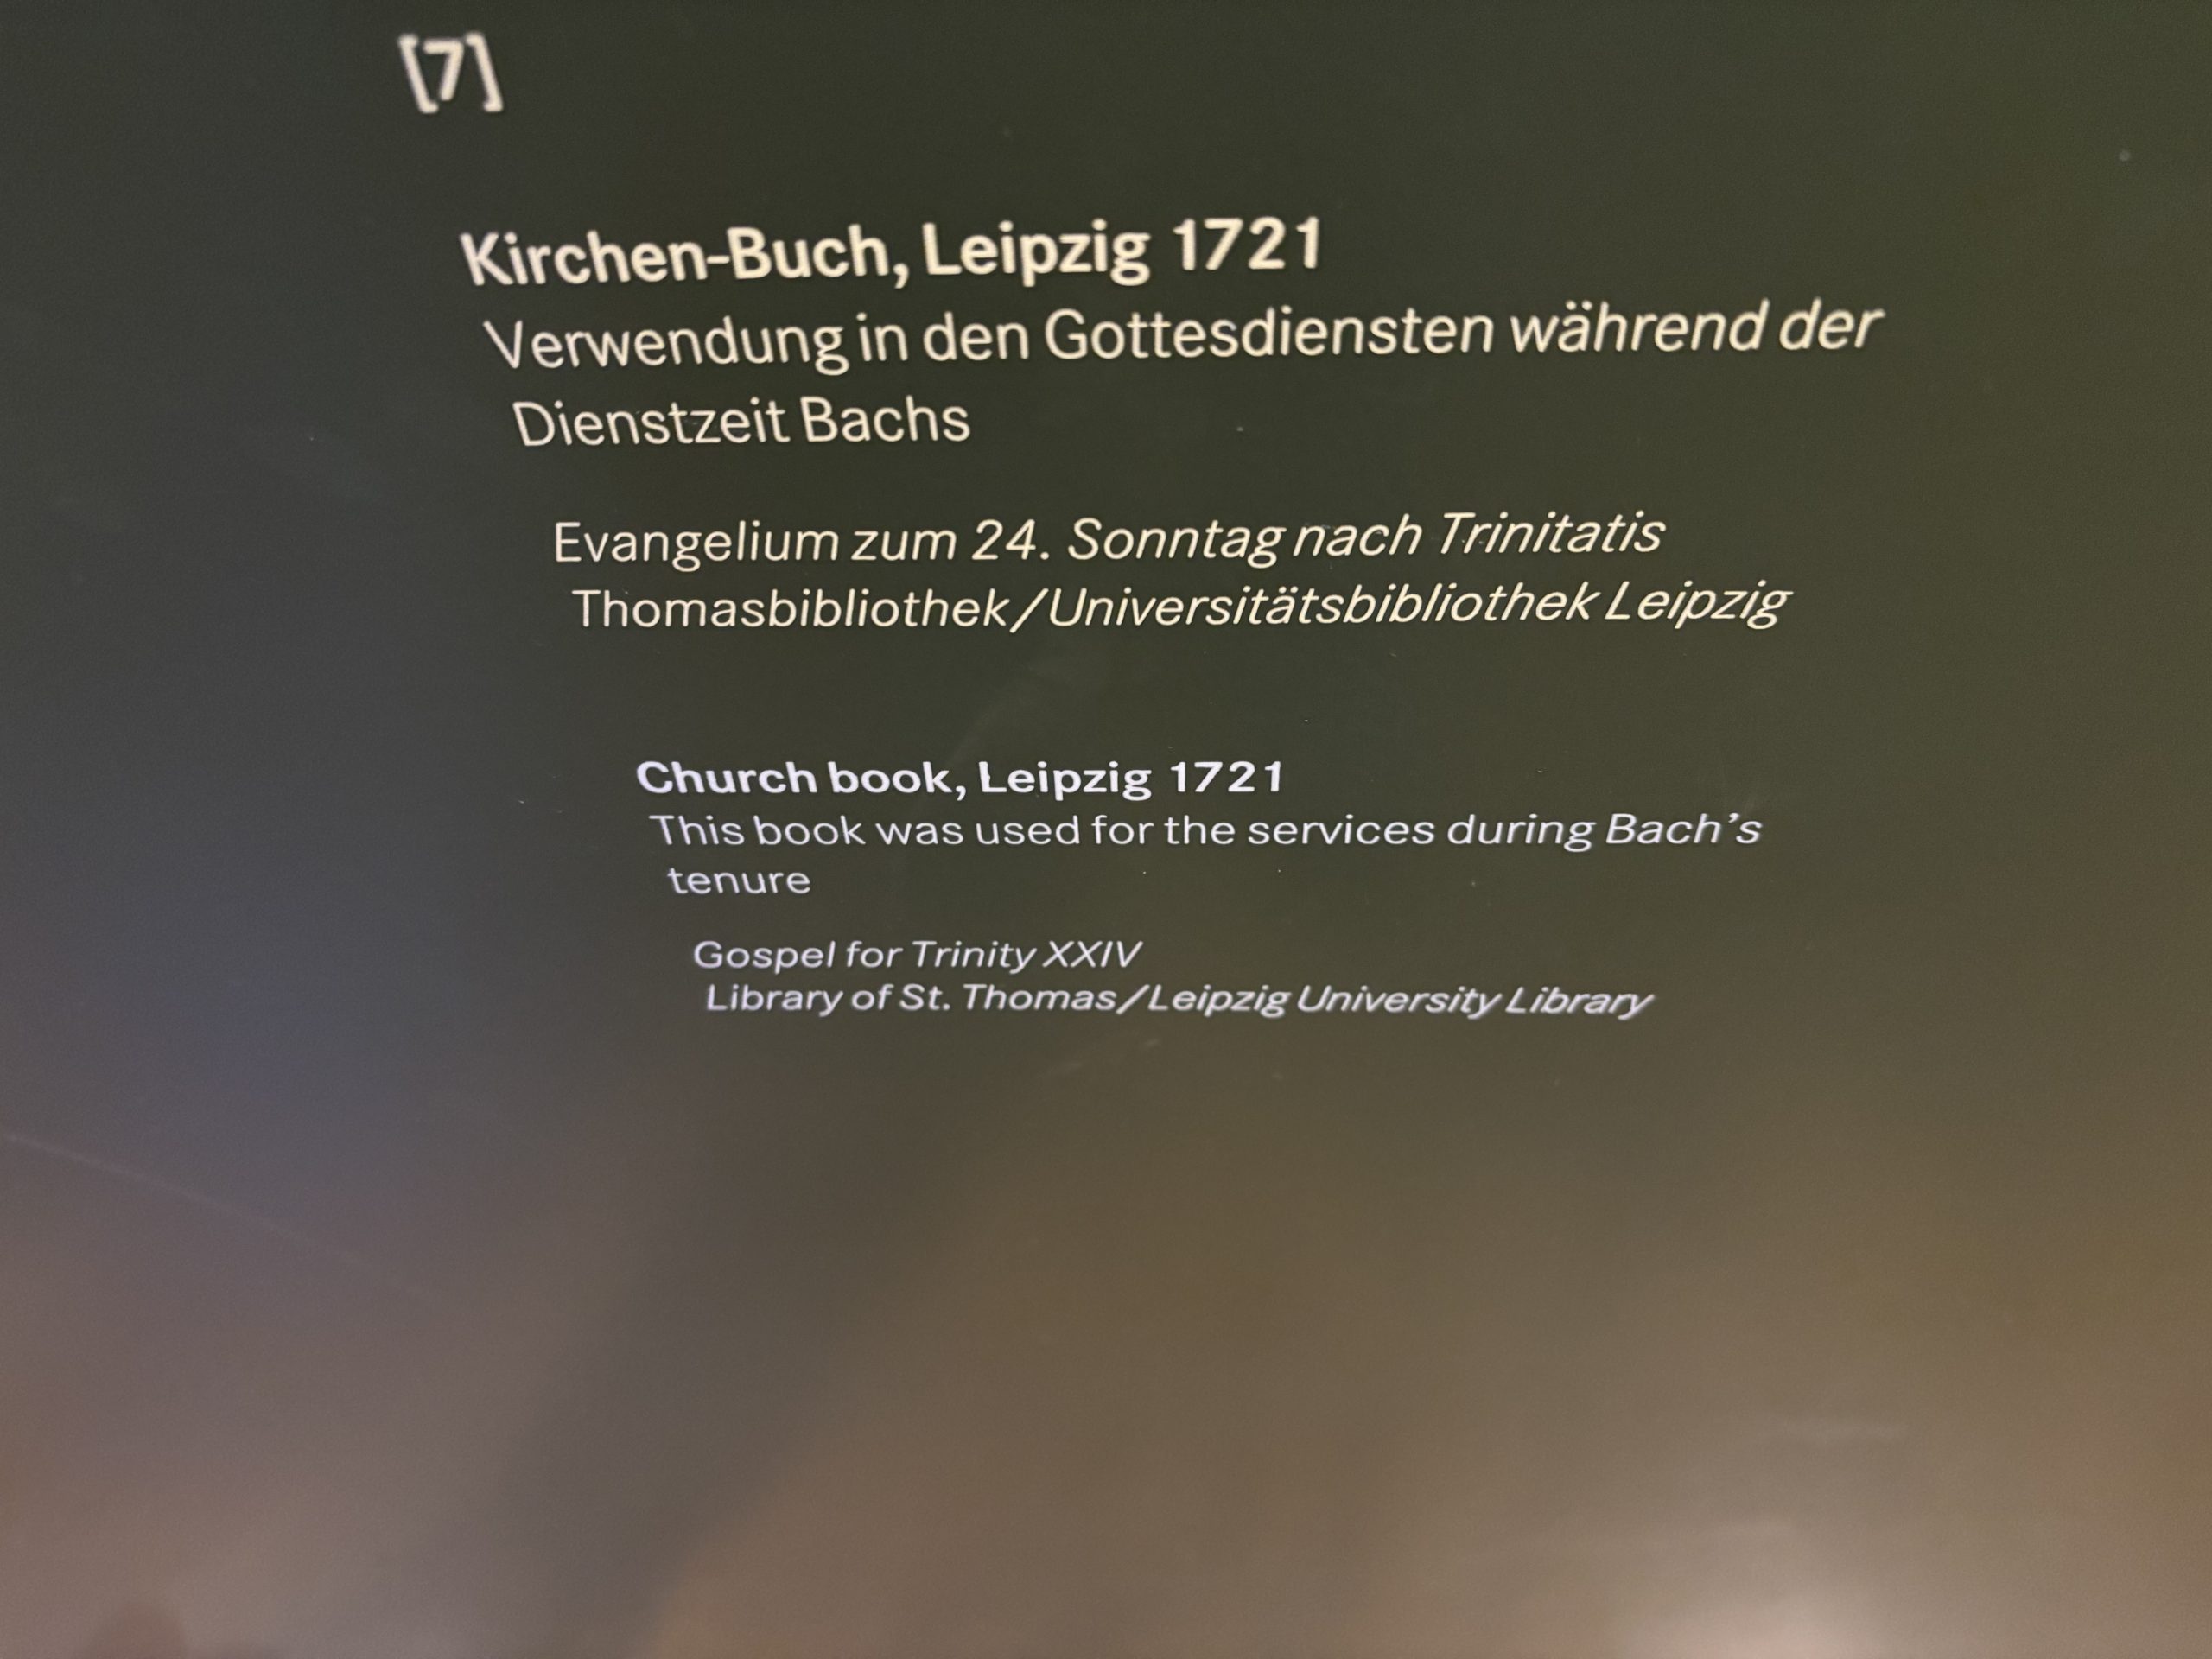 [7]
Kirchen-Buch, Leipzig 1721
Verwendung in den Gottesdiensten während der
Dienstzeit Bachs
Evangelium zum 24. Sonntag nach Trinitatis
Thomasbibliothek/Universitätsbibliothek Leipzig
Church book, Leipzig 1721
This book was used for the services during Bach's
tenure
Gospel for Trinity XXIV
Library of St. Thomas/Leipzig University Library